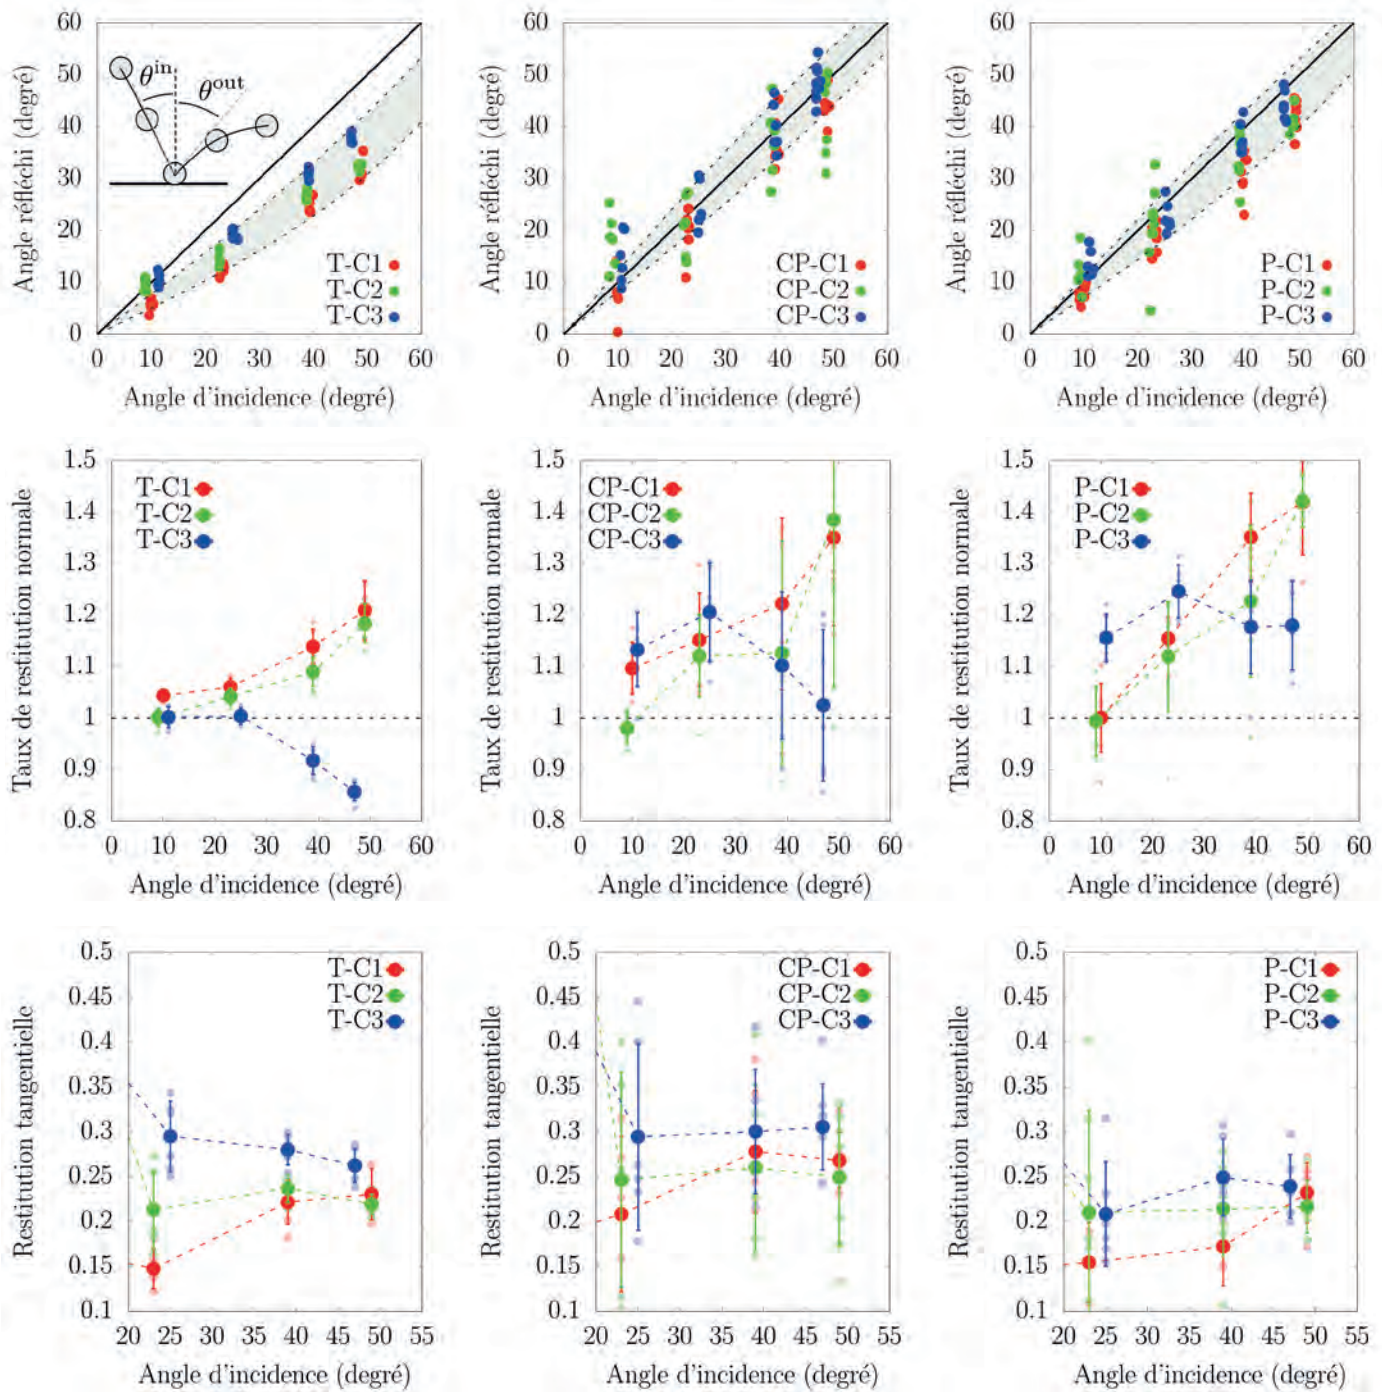 60
50
40
30
20
10
0
Angle réfléchi (degré)
θ^in
θ^out
T-C1
T-C2
T-C3
0 10 20 30 40 50 60
Angle d'incidence (degré)
60
50
40
30
20
10
0
Angle réfléchi (degré)
CP-C1
CP-C2
CP-C3
0 10 20 30 40 50 60
Angle d'incidence (degré)
60
50
40
30
20
10
0
Angle réfléchi (degré)
P-C1
P-C2
P-C3
0 10 20 30 40 50 60
Angle d'incidence (degré)
1.5
1.4
1.3
1.2
1.1
1
0.9
0.8
Taux de restitution normale
T-C1
T-C2
T-C3
0 10 20 30 40 50 60
Angle d'incidence (degré)
1.5
1.4
1.3
1.2
1.1
1
0.9
0.8
Taux de restitution normale
CP-C1
CP-C2
CP-C3
0 10 20 30 40 50 60
Angle d'incidence (degré)
1.5
1.4
1.3
1.2
1.1
1
0.9
0.8
Taux de restitution normale
P-C1
P-C2
P-C3
0 10 20 30 40 50 60
Angle d'incidence (degré)
0.5
0.45
0.4
0.35
0.3
0.25
0.2
0.15
0.1
Restitution tangentielle
T-C1
T-C2
T-C3
20 25 30 35 40 45 50 55
Angle d'incidence (degré)
0.5
0.45
0.4
0.35
0.3
0.25
0.2
0.15
0.1
Restitution tangentielle
CP-C1
CP-C2
CP-C3
20 25 30 35 40 45 50 55
Angle d'incidence (degré)
0.5
0.45
0.4
0.35
0.3
0.25
0.2
0.15
0.1
Restitution tangentielle
P-C1
P-C2
P-C3
20 25 30 35 40 45 50 55
Angle d'incidence (degré)